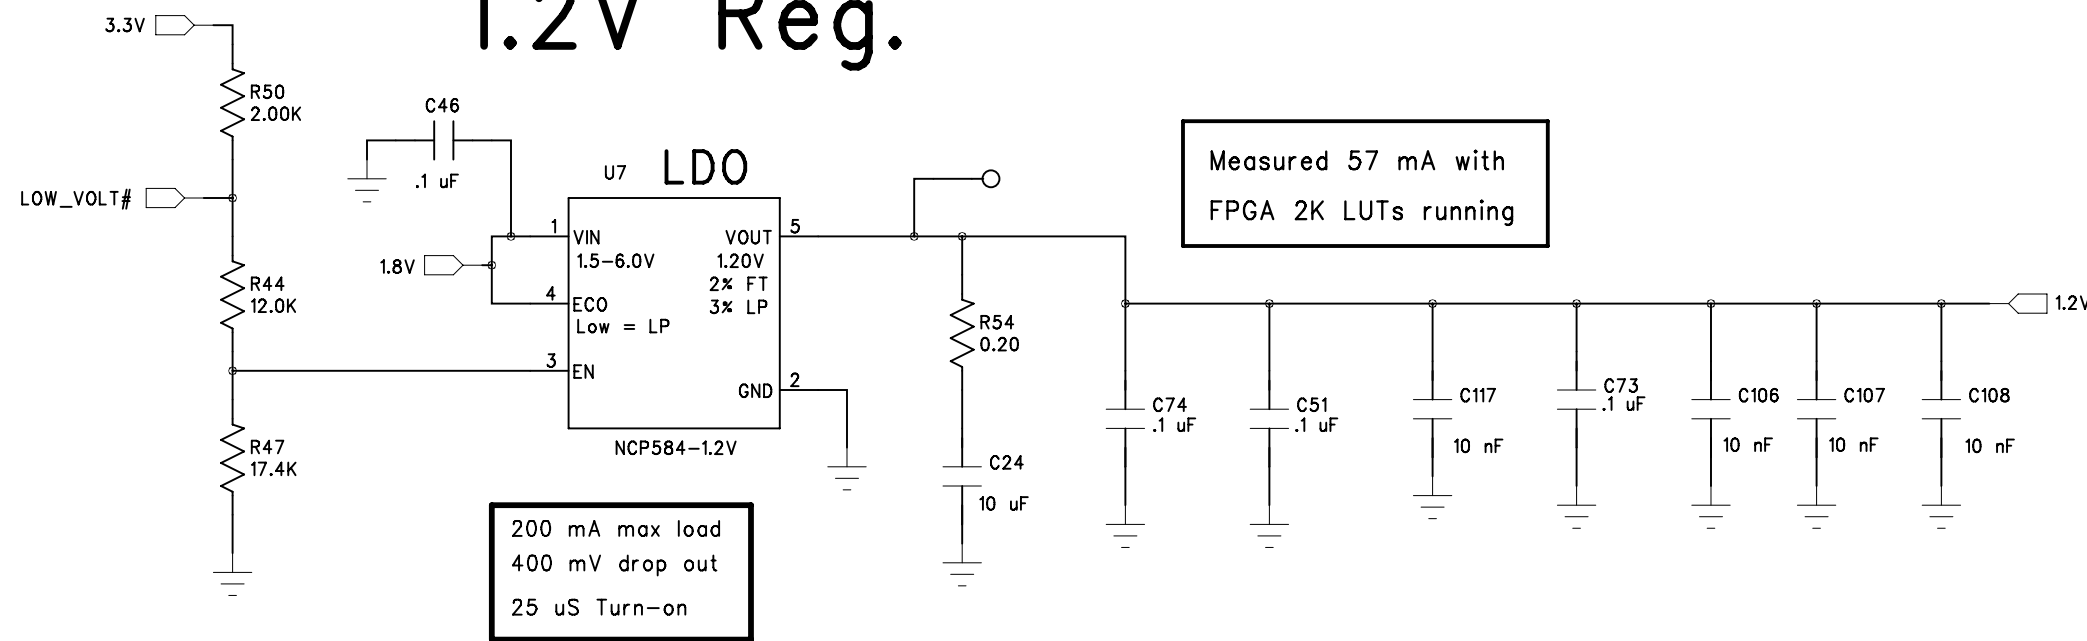 1.2V Reg.
3.3V
R50
2.00K
LOW_VOLT#
R44
12.0K
R47
17.4K
C46
.1 uF
1.8V
U7
LDO
1
VIN
1.5-6.0V
4
ECO
Low = LP
3
EN
VOUT
5
1.20V
2% FT
3% LP
GND
2
NCP584-1.2V
200 mA max load
400 mV drop out
25 uS Turn-on
R54
0.20
C24
10 uF
Measured 57 mA with
FPGA 2K LUTs running
1.2V
C74
.1 uF
C51
.1 uF
C117
10 nF
C73
.1 uF
C106
10 nF
C107
10 nF
C108
10 nF